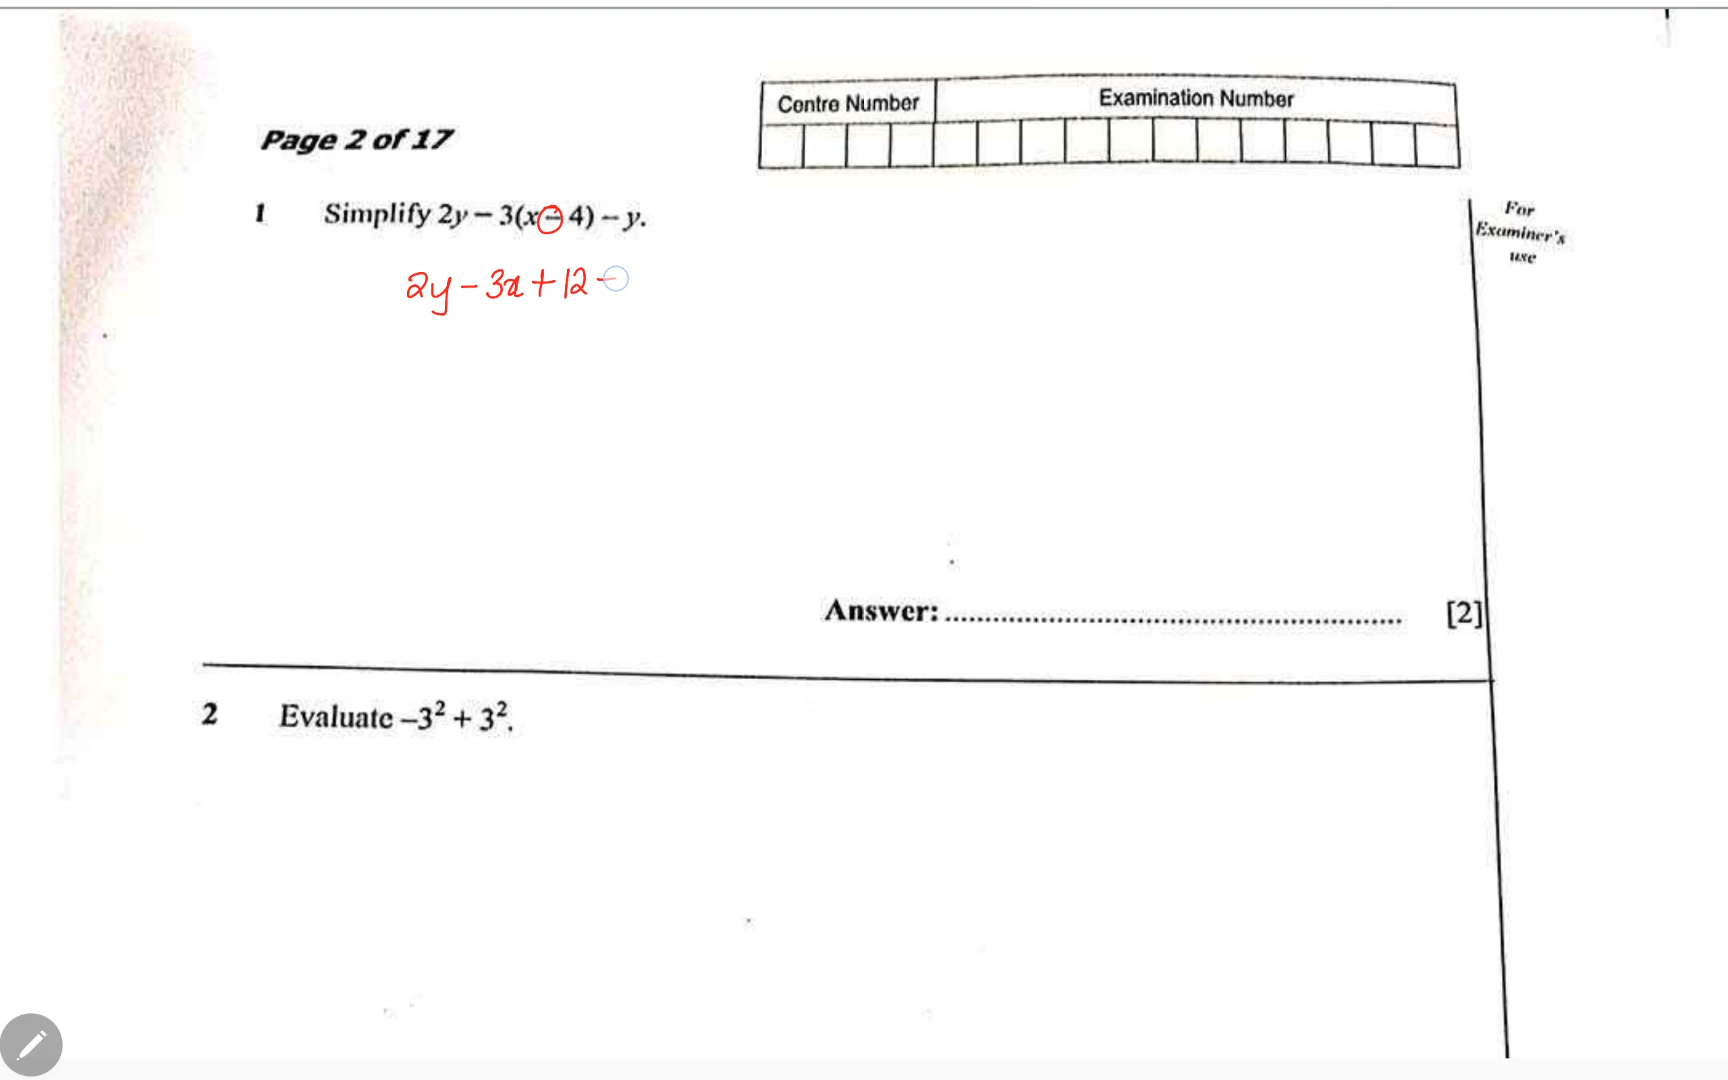 Centre Number Examination Number
Page 2 of 17
1 Simplify 2y – 3(x – 4) – y.
For
Examiner's
use
2y – 3x + 12 –
Answer: .......................................................... [2]
2 Evaluate –3² + 3².